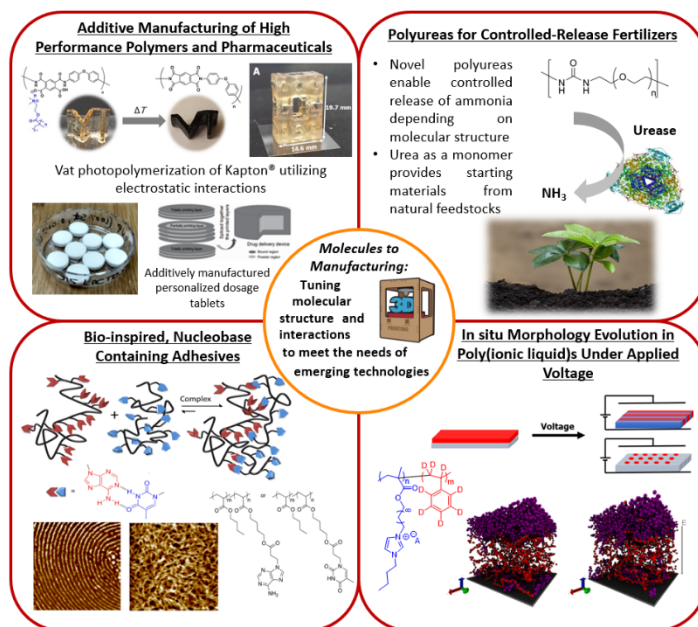 Additive Manufacturing of High
Performance Polymers and Pharmaceuticals
ΔT
A
19.7 mm
14.6 mm
Vat photopolymerization of Kapton® utilizing
electrostatic interactions
Drug delivery device
Additively manufactured
personalized dosage
tablets
Polyureas for Controlled-Release Fertilizers
• Novel polyureas
enable controlled
release of ammonia
depending on
molecular structure
• Urea as a monomer
provides starting
materials from
natural feedstocks
Urease
NH3
Molecules to
Manufacturing:
Tuning
molecular
structure and
interactions
to meet the needs of
emerging technologies
3D
Bio-inspired, Nucleobase
Containing Adhesives
+
Complex
=
or
In situ Morphology Evolution in
Poly(ionic liquid)s Under Applied
Voltage
Voltage